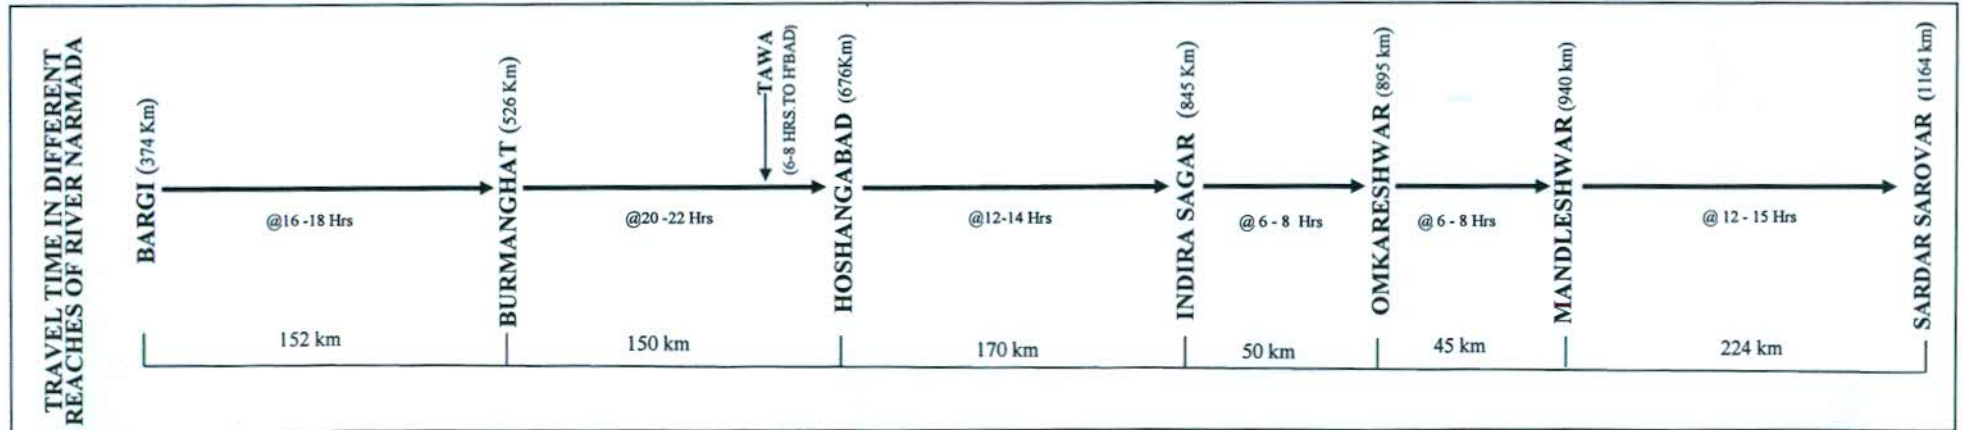 TRAVEL TIME IN DIFFERENT
REACHES OF RIVER NARMADA
BARGI (374 Km)
@16 -18 Hrs
152 km
BURMANGHAT (526 Km)
@20 -22 Hrs
150 km
TAWA
(6-8 HRS.TO H'BAD)
HOSHANGABAD (676Km)
@12-14 Hrs
170 km
INDIRA SAGAR (845 Km)
@ 6 - 8 Hrs
50 km
OMKARESHWAR (895 km)
@ 6 - 8 Hrs
45 km
MANDLESHWAR (940 km)
@ 12 - 15 Hrs
224 km
SARDAR SAROVAR (1164 km)